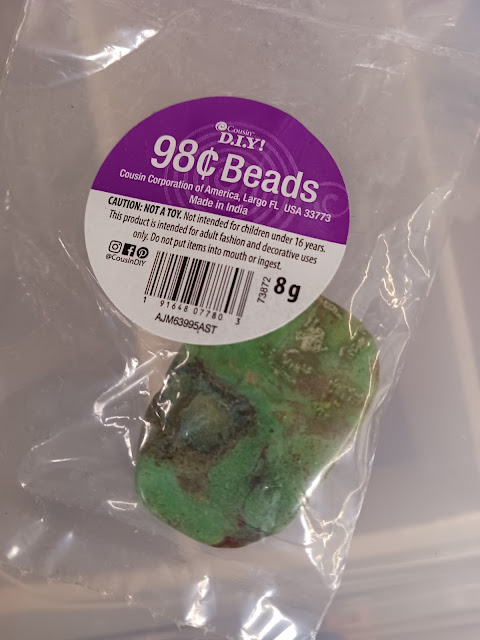 Cousin
D.I.Y!
98¢ Beads
Cousin Corporation of America, Largo FL USA 33773
Made in India
CAUTION: NOT A TOY. Not intended for children under 16 years.
This product is intended for adult fashion and decorative uses
only. Do not put items into mouth or ingest.
@CousinDIY
1 91648 07780 3
73872
8g
AJM63995AST